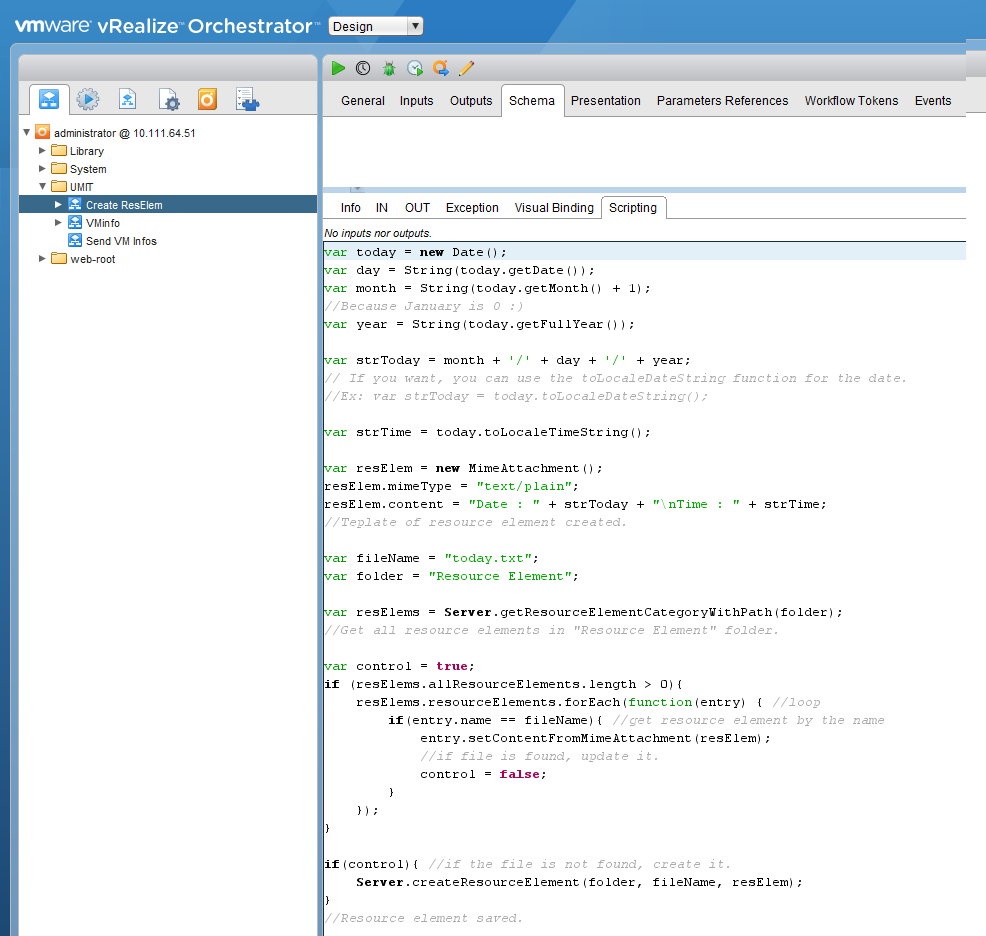 vmware vRealize™ Orchestrator™ Design
General Inputs Outputs Schema Presentation Parameters References Workflow Tokens Events
administrator @ 10.111.64.51
Library
System
UMIT
Create ResElem
VMinfo
Send VM Infos
web-root
Info IN OUT Exception Visual Binding Scripting
No inputs nor outputs.
var today = new Date();
var day = String(today.getDate());
var month = String(today.getMonth() + 1);
//Because January is 0 :)
var year = String(today.getFullYear());
var strToday = month + '/' + day + '/' + year;
// If you want, you can use the toLocaleDateString function for the date.
//Ex: var strToday = today.toLocaleDateString();
var strTime = today.toLocaleTimeString();
var resElem = new MimeAttachment();
resElem.mimeType = "text/plain";
resElem.content = "Date : " + strToday + "\nTime : " + strTime;
//Teplate of resource element created.
var fileName = "today.txt";
var folder = "Resource Element";
var resElems = Server.getResourceElementCategoryWithPath(folder);
//Get all resource elements in "Resource Element" folder.
var control = true;
if (resElems.allResourceElements.length > 0){
resElems.resourceElements.forEach(function(entry) { //loop
if(entry.name == fileName){ //get resource element by the name
entry.setContentFromMimeAttachment(resElem);
//if file is found, update it.
control = false;
}
});
}
if(control){ //if the file is not found, create it.
Server.createResourceElement(folder, fileName, resElem);
}
//Resource element saved.